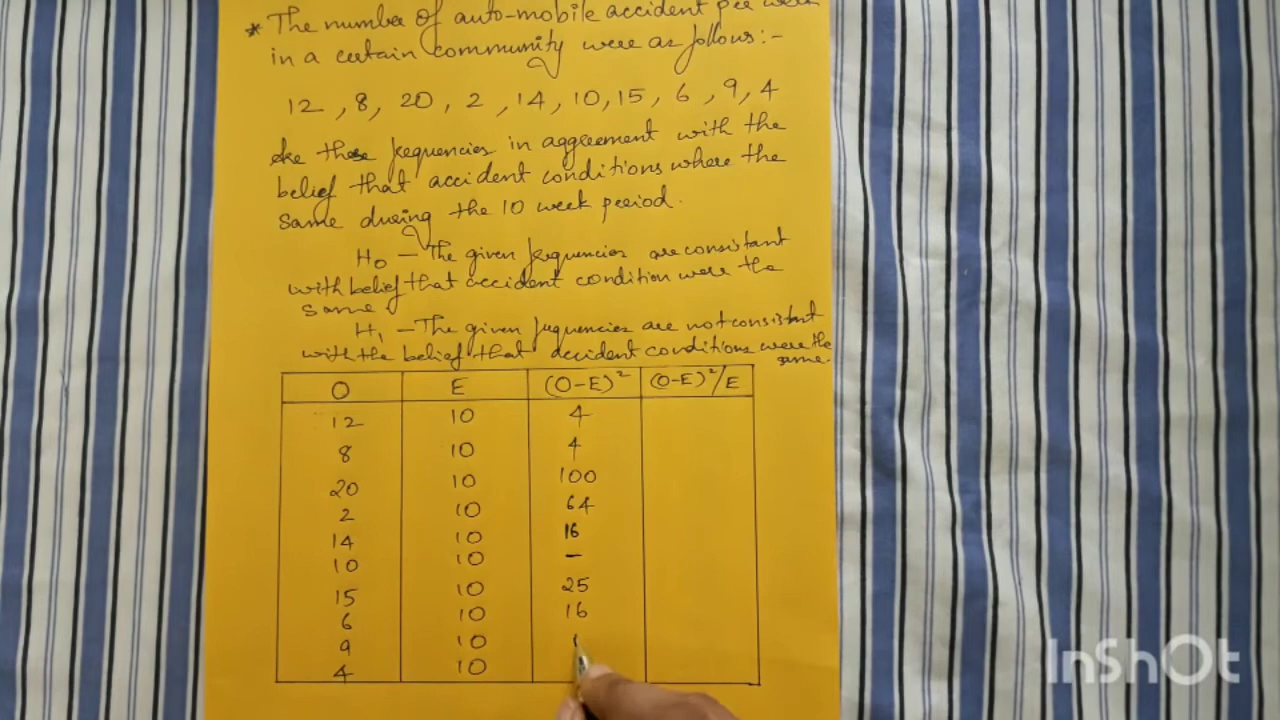 * The number of auto-mobile accident per week
in a certain community were as follows:-
12, 8, 20, 2, 14, 10, 15, 6, 9, 4
Are these frequencies in aggreement with the
belief that accident conditions where the
same during the 10 week period.
H₀ – The given frequencies are consistant
with belief that accident condition were the
same
H₁ – The given frequencies are not consistent
with the belief that accident conditions were the
same.
O E (O-E)² (O-E)²/E
12 10 4
8 10 4
20 10 100
2 10 64
14 10 16
10 10 –
15 10 25
6 10 16
9 10
4 10
InShOt